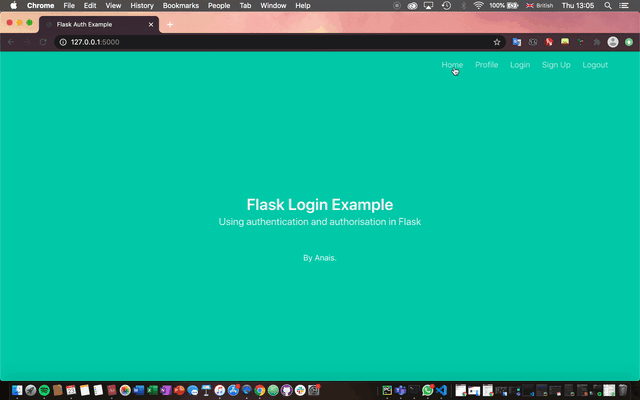 Chrome File Edit View History Bookmarks People Tab Window Help 100% British Thu 13:05
Flask Auth Example
127.0.0.1:5000
Home Profile Login Sign Up Logout
Flask Login Example
Using authentication and authorisation in Flask
By Anais.